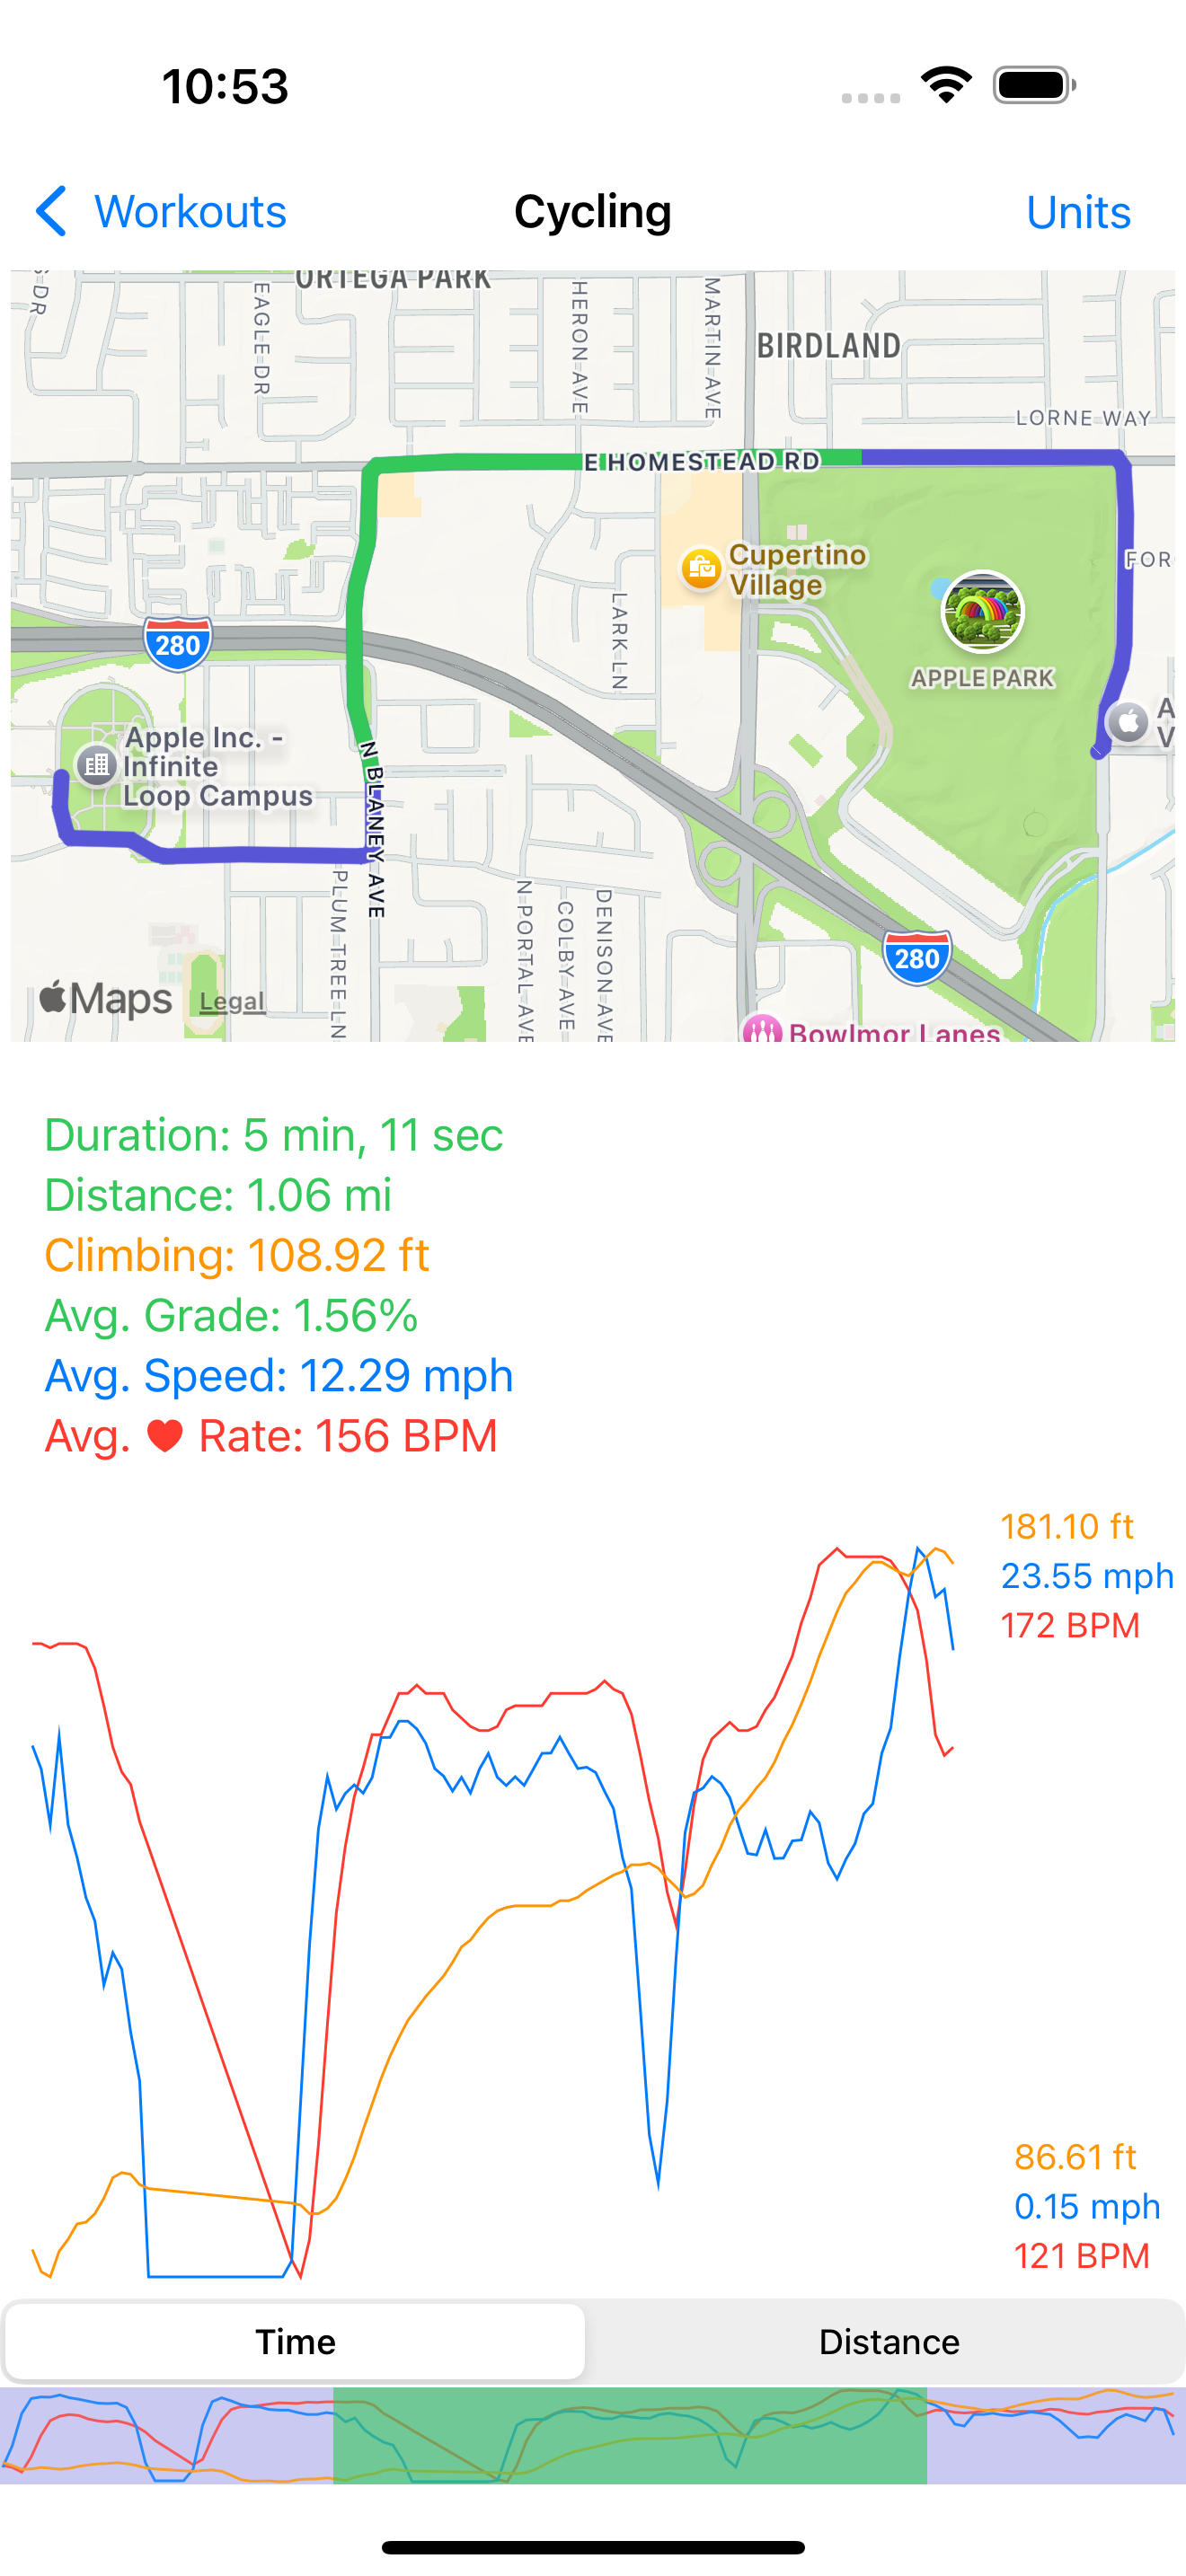 10:53
Workouts
Cycling
Units
ORTEGA PARK
EAGLE DR
HERON AVE
MARTIN AVE
BIRDLAND
LORNE WAY
E HOMESTEAD RD
Cupertino
Village
LARK LN
280
APPLE PARK
Apple Inc. -
Infinite
Loop Campus
N BLANEY AVE
PLUM TREE LN
N PORTAL AVE
COLBY AVE
DENISON AVE
280
Maps
Legal
Bowlmor Lanes
Duration: 5 min, 11 sec
Distance: 1.06 mi
Climbing: 108.92 ft
Avg. Grade: 1.56%
Avg. Speed: 12.29 mph
Avg. ♥ Rate: 156 BPM
181.10 ft
23.55 mph
172 BPM
86.61 ft
0.15 mph
121 BPM
Time
Distance